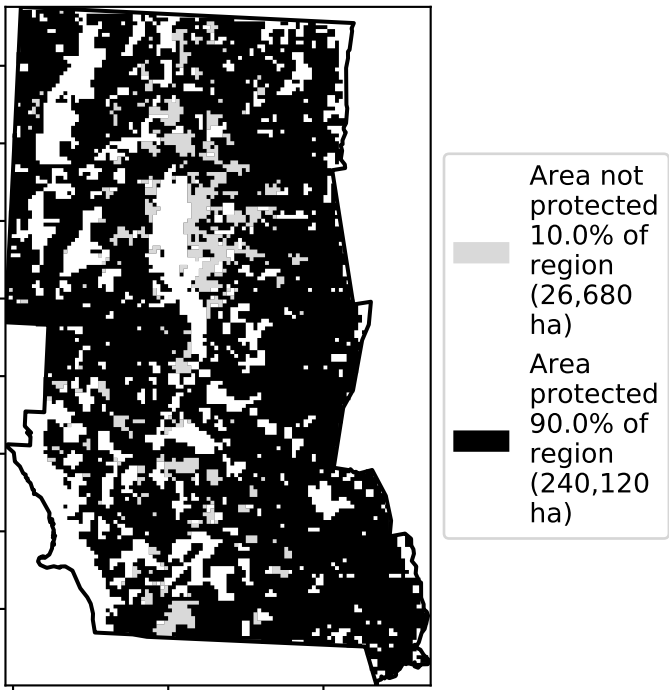 Area not
protected
10.0% of
region
(26,680
ha)
Area
protected
90.0% of
region
(240,120
ha)